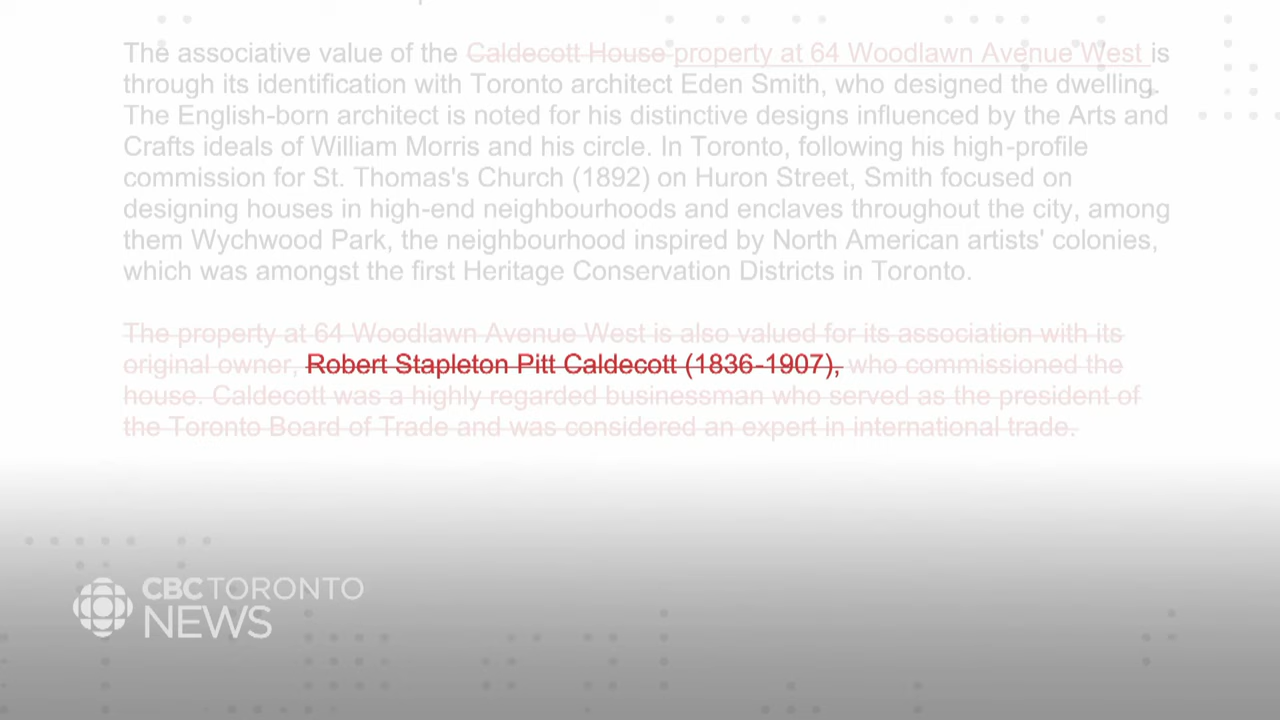 The associative value of the Caldecott House property at 64 Woodlawn Avenue West is
through its identification with Toronto architect Eden Smith, who designed the dwelling.
The English-born architect is noted for his distinctive designs influenced by the Arts and
Crafts ideals of William Morris and his circle. In Toronto, following his high-profile
commission for St. Thomas's Church (1892) on Huron Street, Smith focused on
designing houses in high-end neighbourhoods and enclaves throughout the city, among
them Wychwood Park, the neighbourhood inspired by North American artists' colonies,
which was amongst the first Heritage Conservation Districts in Toronto.
The property at 64 Woodlawn Avenue West is also valued for its association with its
original owner, Robert Stapleton Pitt Caldecott (1836-1907), who commissioned the
house. Caldecott was a highly regarded businessman who served as the president of
the Toronto Board of Trade and was considered an expert in international trade.
CBC TORONTO
NEWS